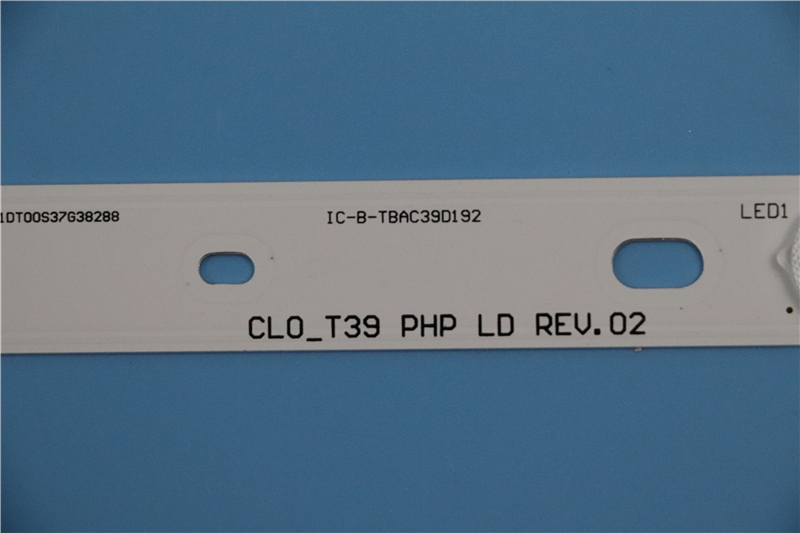 1DT00S37G38288
IC-B-TBAC39D192
LED1
CLO_T39 PHP LD REV.02